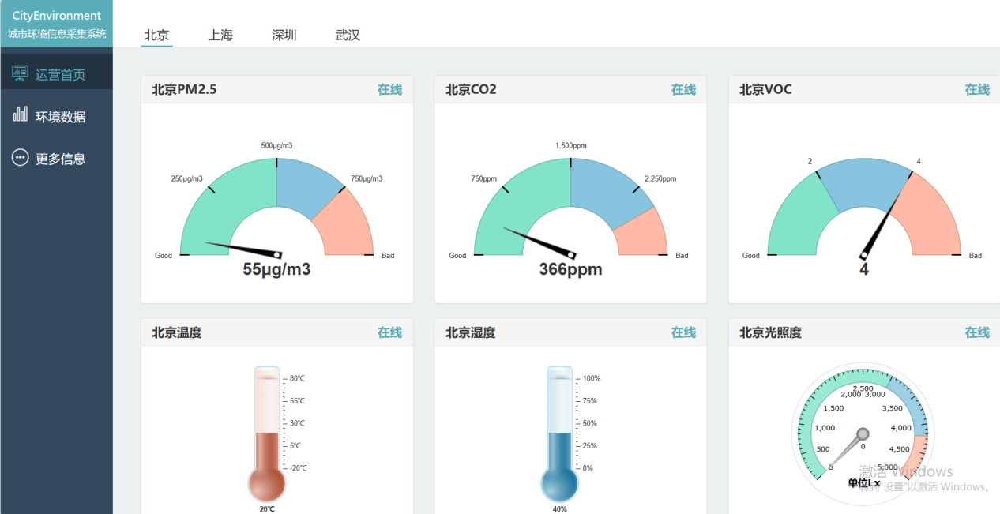 CityEnvironment
城市环境信息采集系统
北京
上海
深圳
武汉
运营首页
环境数据
更多信息
北京PM2.5
在线
500μg/m3
250μg/m3
750μg/m3
Good
Bad
55μg/m3
北京CO2
在线
1,500ppm
750ppm
2,250ppm
Good
Bad
366ppm
北京VOC
在线
2
4
Good
Bad
4
北京温度
在线
80℃
55℃
30℃
5℃
-20℃
20℃
北京湿度
在线
100%
75%
50%
25%
0%
40%
北京光照度
在线
2,500
2,000
3,000
1,500
3,500
1,000
4,000
0
500
4,500
0
5,000
单位Lx
激活 Windows
转到"设置"以激活 Windows。